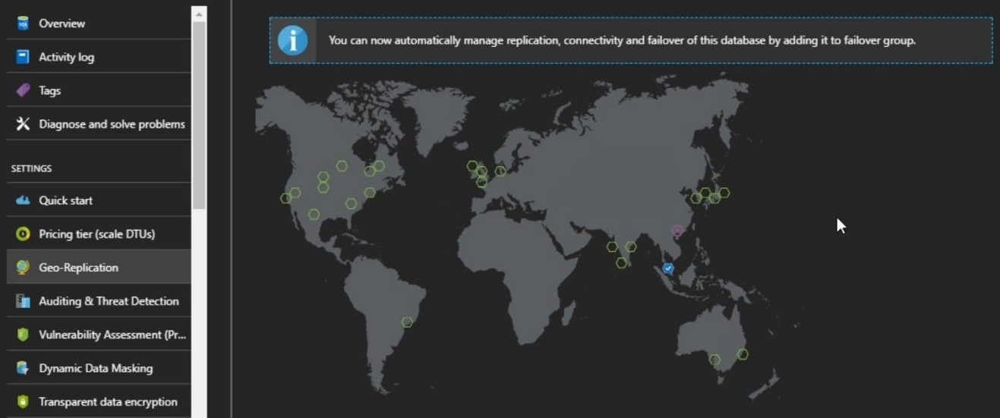 Overview
Activity log
Tags
Diagnose and solve problems
SETTINGS
Quick start
Pricing tier (scale DTUs)
Geo-Replication
Auditing & Threat Detection
Vulnerability Assessment (Pr...
Dynamic Data Masking
Transparent data encryption
You can now automatically manage replication, connectivity and failover of this database by adding it to failover group.